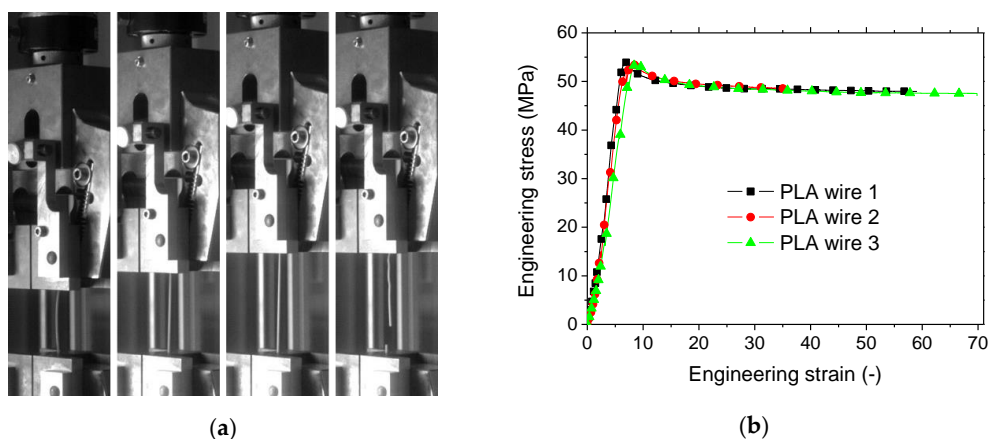 60
50
40
30
20
10
0
Engineering stress (MPa)
PLA wire 1
PLA wire 2
PLA wire 3
0 10 20 30 40 50 60 70
Engineering strain (-)
(a)
(b)